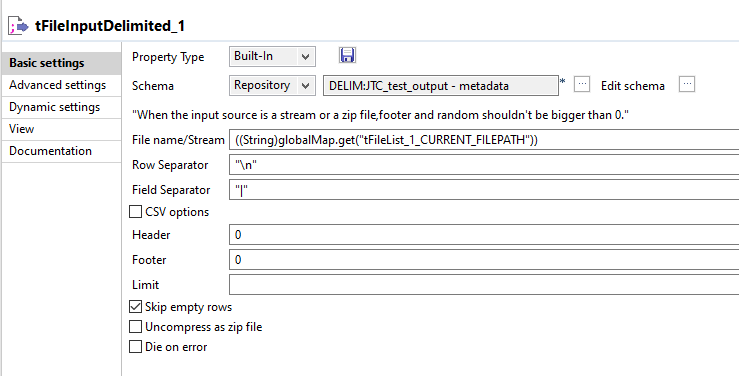 tFileInputDelimited_1
Basic settings
Advanced settings
Dynamic settings
View
Documentation
Property Type Built-In
Schema Repository DELIM:JTC_test_output - metadata * ... Edit schema ...
"When the input source is a stream or a zip file,footer and random shouldn't be bigger than 0."
File name/Stream ((String)globalMap.get("tFileList_1_CURRENT_FILEPATH"))
Row Separator "\n"
Field Separator "|"
CSV options
Header 0
Footer 0
Limit
Skip empty rows
Uncompress as zip file
Die on error